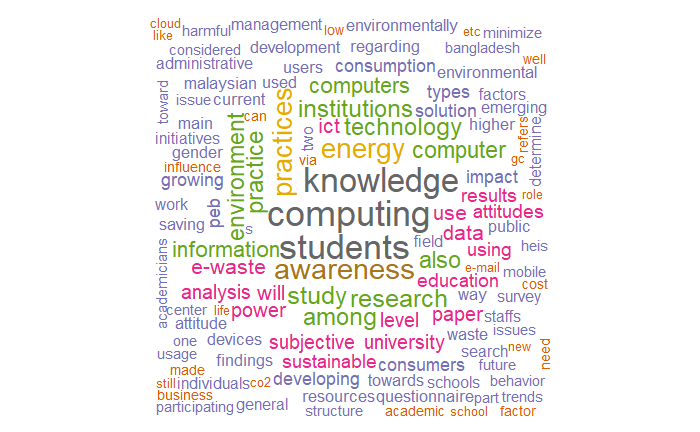 cloud harmful management low environmentally etc minimize
like considered development regarding bangladesh
administrative users consumption environmental well
toward malaysian used computers types factors
issue current practices institutions solution emerging
main can ict technology higher refers
initiatives environment practice two energy computer gc determine
gender via
influence knowledge impact
growing results role
work peb computing use attitudes
saving s students data public
information field using heis
academicians e-waste awareness also e-mail mobile
education cost
analysis will study research way survey
center life power among level paper staffs
attitude
one devices subjective university waste issues
usage findings sustainable consumers search new need
made future
still individuals co2 developing towards schools behavior
business resources questionnaire part trends
participating general structure academic school factor